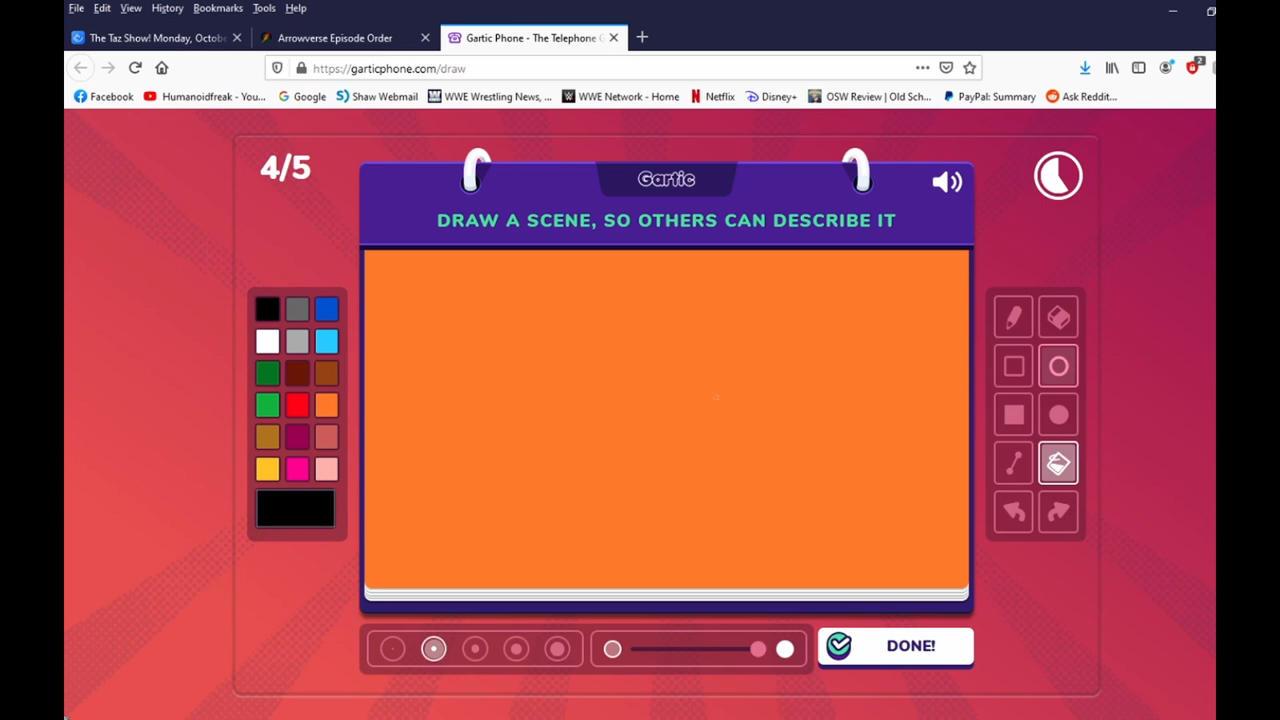 File Edit View History Bookmarks Tools Help
The Taz Show! Monday, Octob
Arrowverse Episode Order
Gartic Phone - The Telephone G
https://garticphone.com/draw
2
Facebook
Humanoidfreak - You...
Google
Shaw Webmail
WWE Wrestling News, ...
WWE Network - Home
Netflix
Disney+
OSW Review | Old Sch...
PayPal: Summary
Ask Reddit...
4/5
Gartic
DRAW A SCENE, SO OTHERS CAN DESCRIBE IT
DONE!